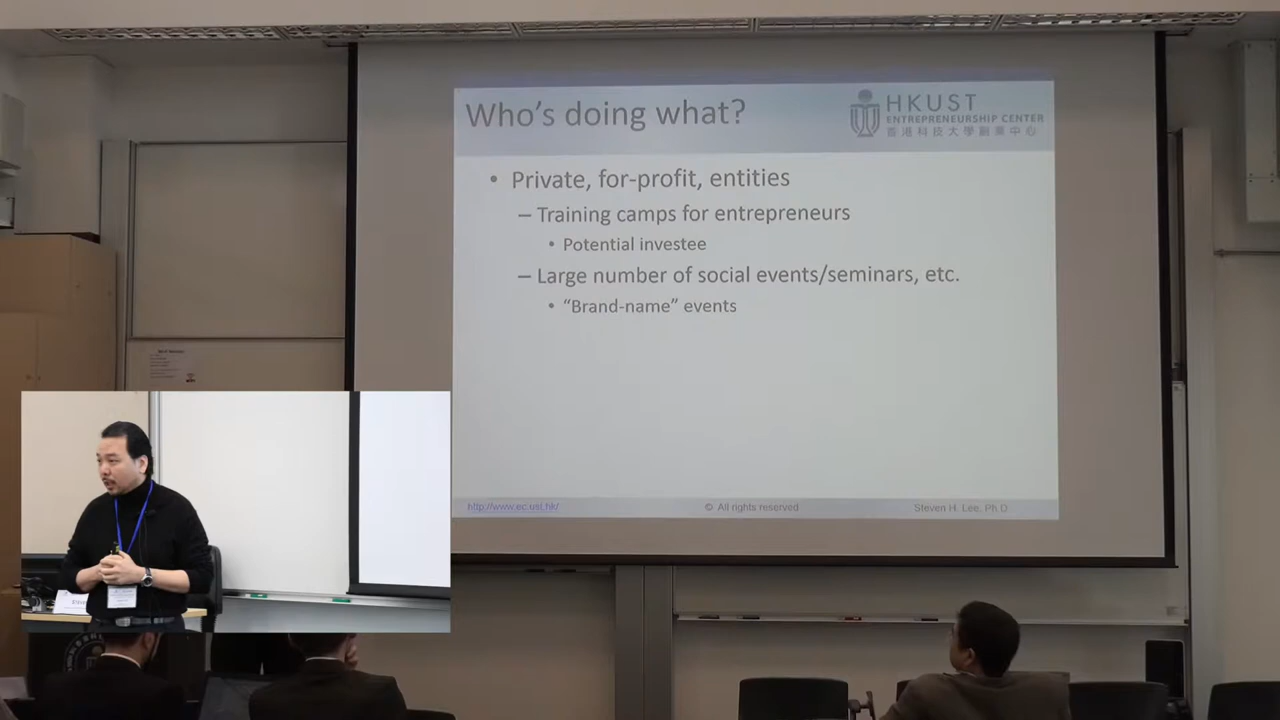 Who's doing what?
HKUST
ENTREPRENEURSHIP CENTER
香港科技大學創業中心
• Private, for-profit, entities
– Training camps for entrepreneurs
• Potential investee
– Large number of social events/seminars, etc.
• “Brand-name” events
http://www.ec.ust.hk/
© All rights reserved
Steven H. Lee, Ph.D